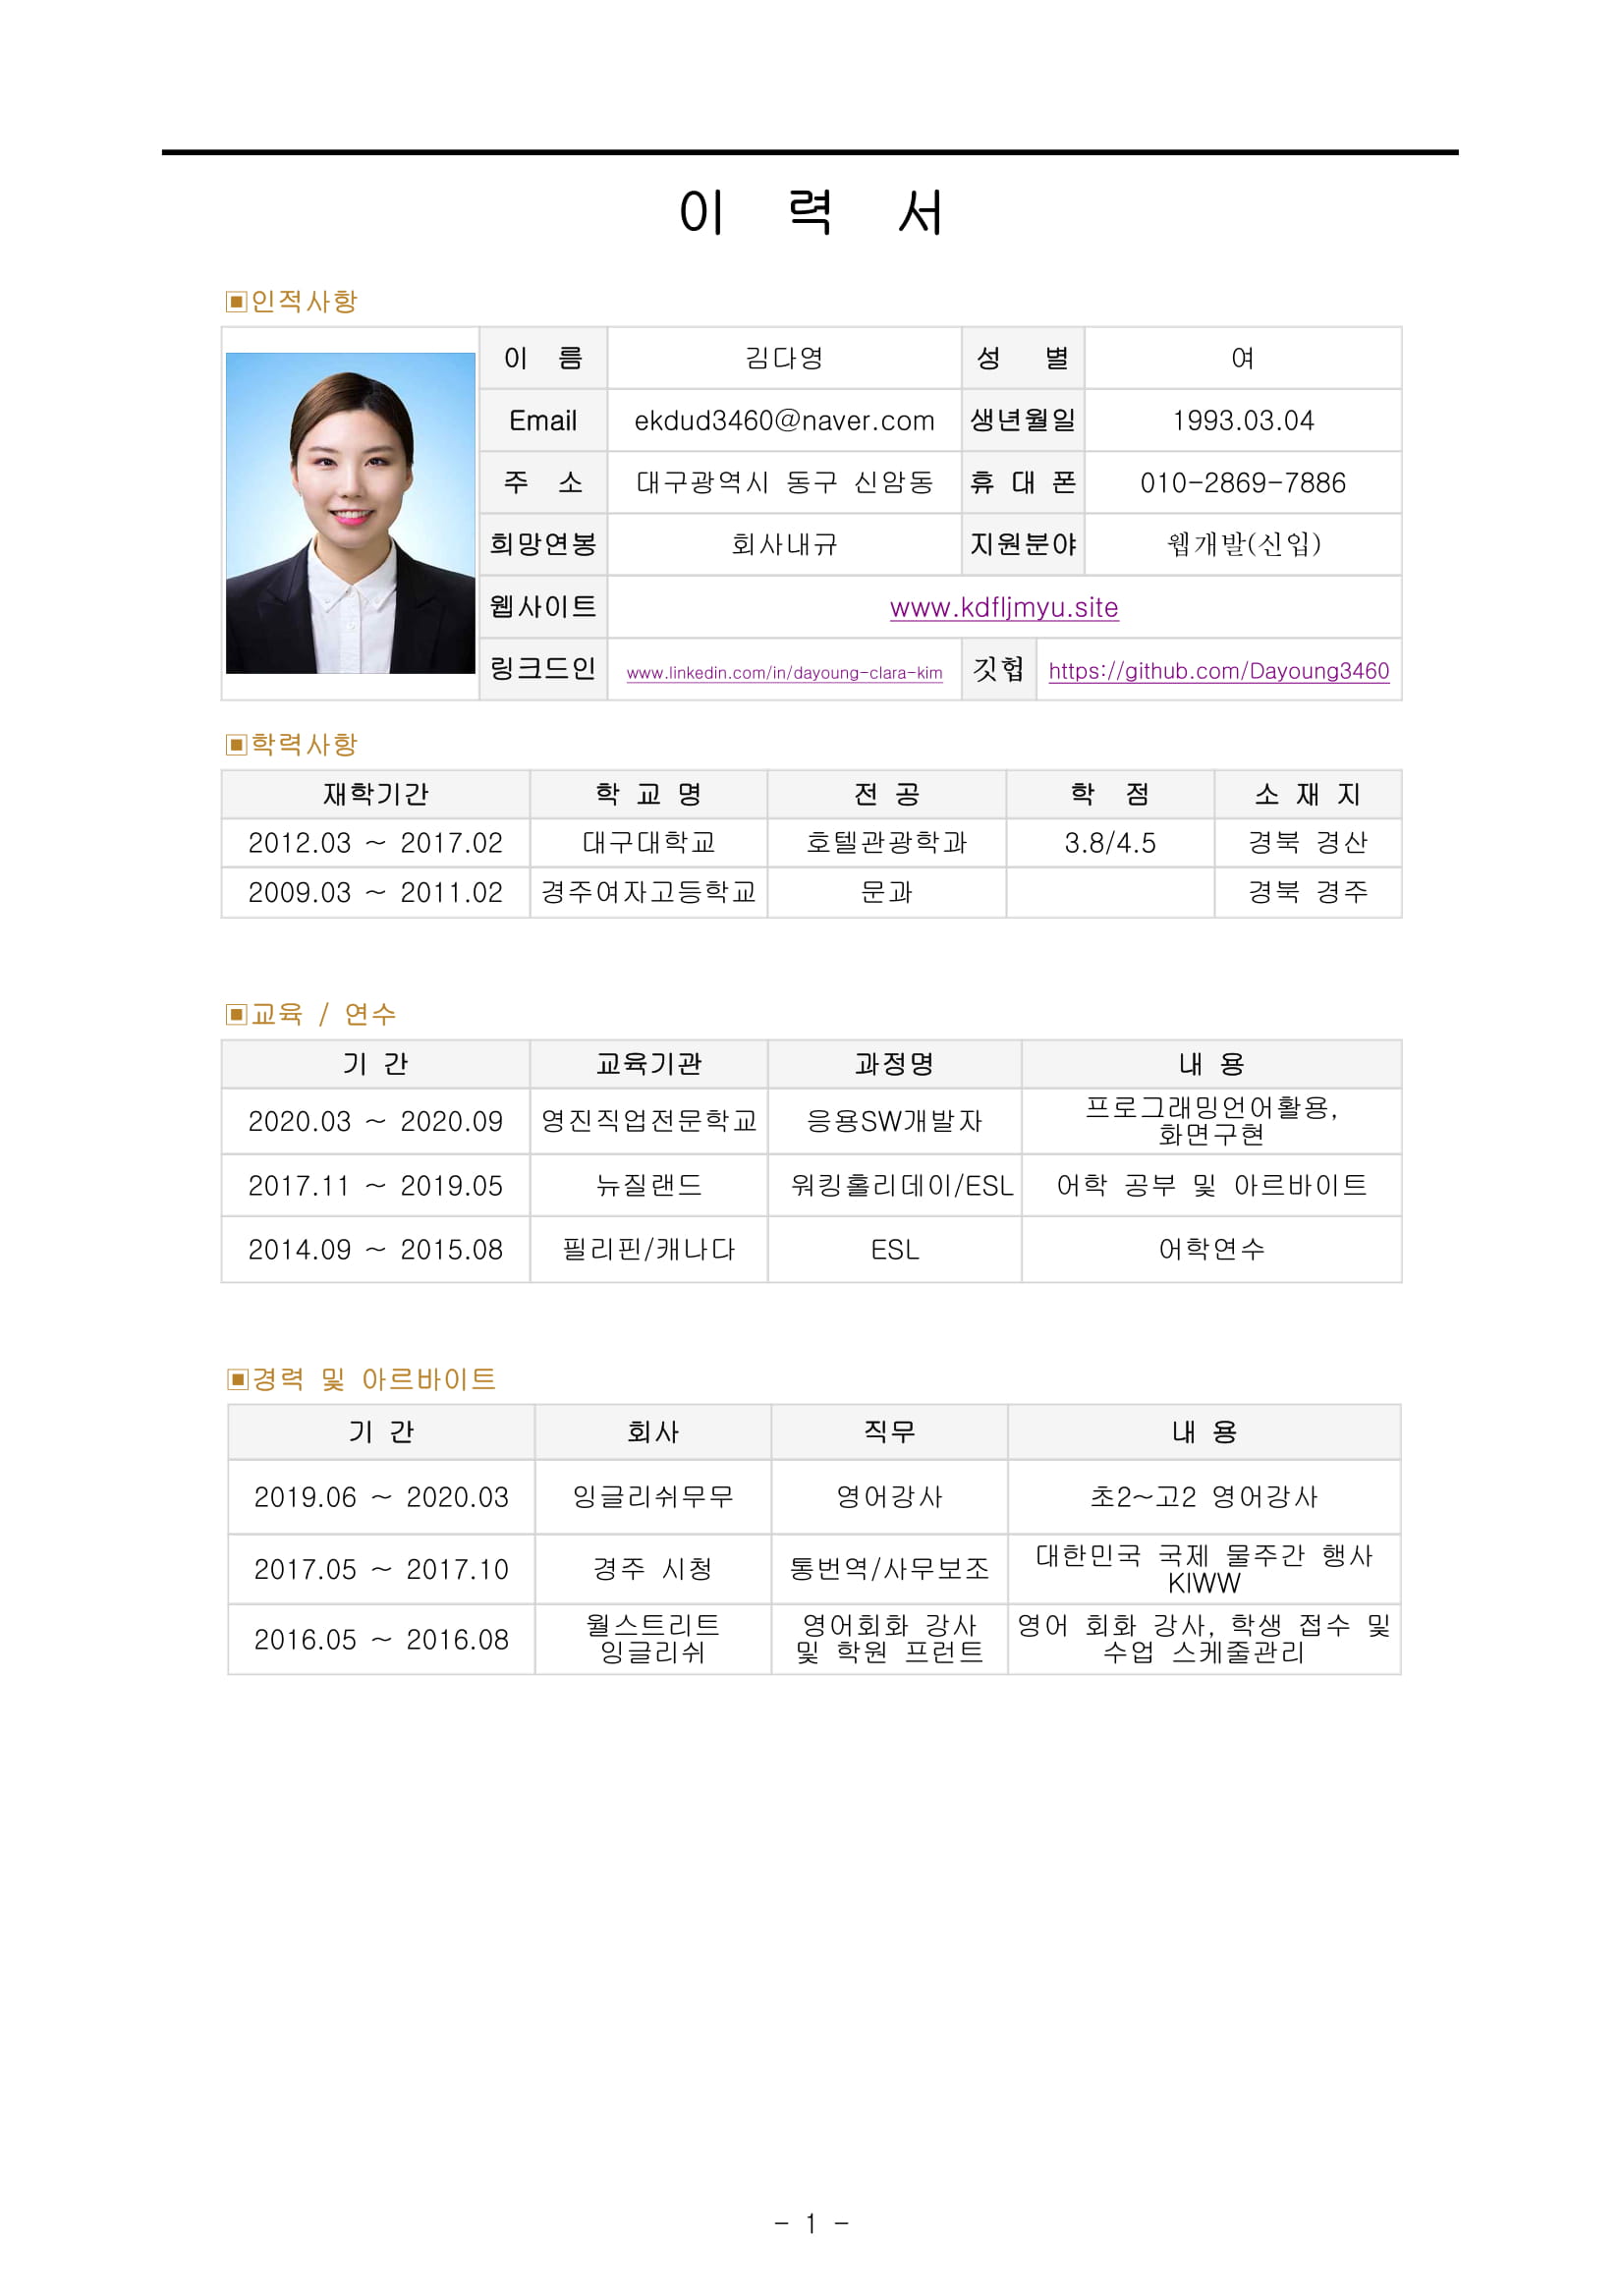 이 력 서
▣인적사항
이 름 김다영 성 별 여
Email ekdud3460@naver.com 생년월일 1993.03.04
주 소 대구광역시 동구 신암동 휴 대 폰 010-2869-7886
희망연봉 회사내규 지원분야 웹개발(신입)
웹사이트 www.kdfljmyu.site
링크드인 www.linkedin.com/in/dayoung-clara-kim 깃헙 https://github.com/Dayoung3460
▣학력사항
재학기간 학 교 명 전 공 학 점 소 재 지
2012.03 ~ 2017.02 대구대학교 호텔관광학과 3.8/4.5 경북 경산
2009.03 ~ 2011.02 경주여자고등학교 문과 경북 경주
▣교육 / 연수
기 간 교육기관 과정명 내 용
2020.03 ~ 2020.09 영진직업전문학교 응용SW개발자 프로그래밍언어활용,
화면구현
2017.11 ~ 2019.05 뉴질랜드 워킹홀리데이/ESL 어학 공부 및 아르바이트
2014.09 ~ 2015.08 필리핀/캐나다 ESL 어학연수
▣경력 및 아르바이트
기 간 회사 직무 내 용
2019.06 ~ 2020.03 잉글리쉬무무 영어강사 초2~고2 영어강사
2017.05 ~ 2017.10 경주 시청 통번역/사무보조 대한민국 국제 물주간 행사
KIWW
2016.05 ~ 2016.08 월스트리트 영어회화 강사 영어 회화 강사, 학생 접수 및
잉글리쉬 및 학원 프런트 수업 스케줄관리
- 1 -